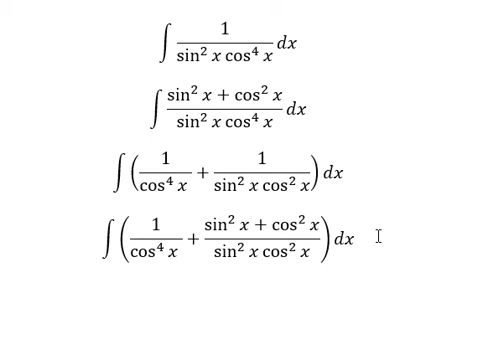 ∫ 1/(sin² x cos⁴ x) dx
∫ (sin² x + cos² x)/(sin² x cos⁴ x) dx
∫ (1/(cos⁴ x) + 1/(sin² x cos² x)) dx
∫ (1/(cos⁴ x) + (sin² x + cos² x)/(sin² x cos² x)) dx